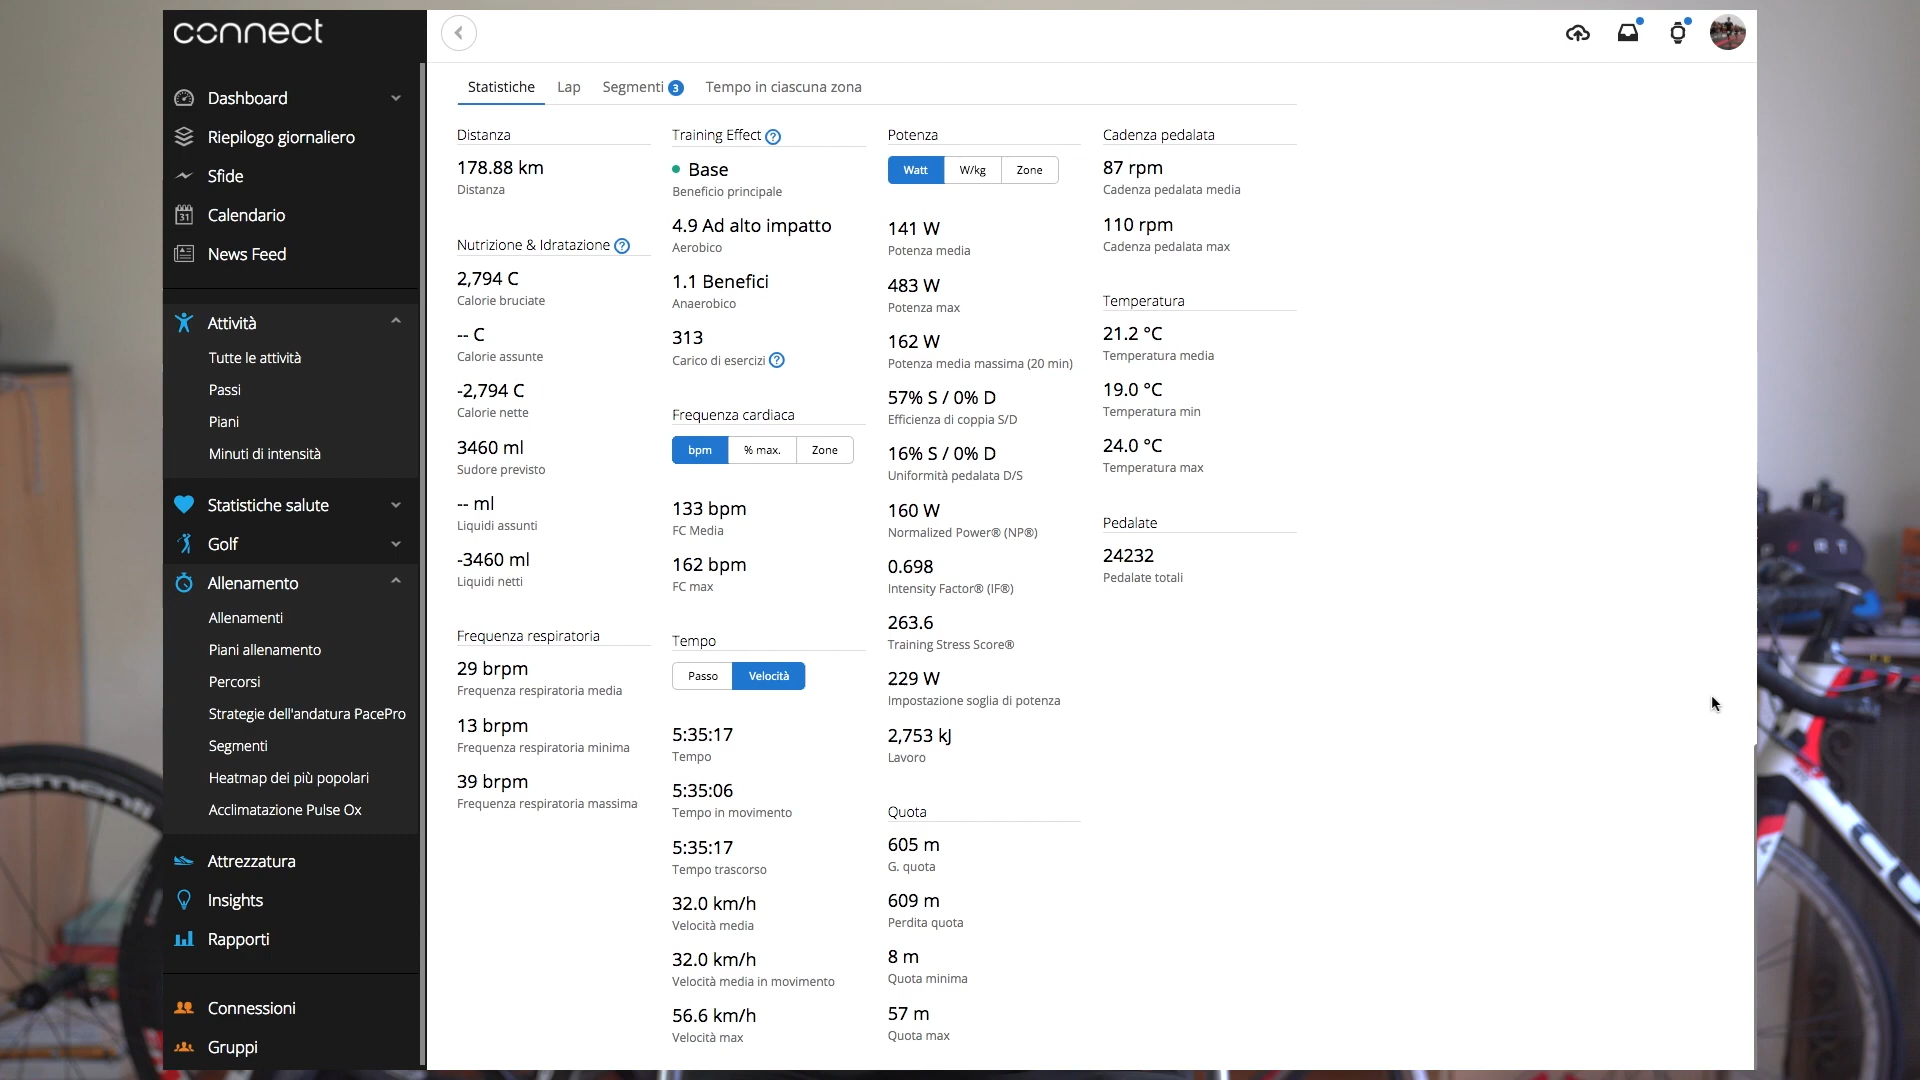 connect
Dashboard
Riepilogo giornaliero
Sfide
31
Calendario
News Feed
Attività
Tutte le attività
Passi
Piani
Minuti di intensità
Statistiche salute
Golf
Allenamento
Allenamenti
Piani allenamento
Percorsi
Strategie dell'andatura PacePro
Segmenti
Heatmap dei più popolari
Acclimatazione Pulse Ox
Attrezzatura
Insights
Rapporti
Connessioni
Gruppi
Statistiche Lap Segmenti 3 Tempo in ciascuna zona
Distanza
178.88 km
Distanza
Nutrizione & Idratazione ?
2,794 C
Calorie bruciate
-- C
Calorie assunte
-2,794 C
Calorie nette
3460 ml
Sudore previsto
-- ml
Liquidi assunti
-3460 ml
Liquidi netti
Frequenza respiratoria
29 brpm
Frequenza respiratoria media
13 brpm
Frequenza respiratoria minima
39 brpm
Frequenza respiratoria massima
Training Effect ?
Base
Beneficio principale
4.9 Ad alto impatto
Aerobico
1.1 Benefici
Anaerobico
313
Carico di esercizi ?
Frequenza cardiaca
bpm % max. Zone
133 bpm
FC Media
162 bpm
FC max
Tempo
Passo Velocità
5:35:17
Tempo
5:35:06
Tempo in movimento
5:35:17
Tempo trascorso
32.0 km/h
Velocità media
32.0 km/h
Velocità media in movimento
56.6 km/h
Velocità max
Potenza
Watt W/kg Zone
141 W
Potenza media
483 W
Potenza max
162 W
Potenza media massima (20 min)
57% S / 0% D
Efficienza di coppia S/D
16% S / 0% D
Uniformità pedalata D/S
160 W
Normalized Power® (NP®)
0.698
Intensity Factor® (IF®)
263.6
Training Stress Score®
229 W
Impostazione soglia di potenza
2,753 kJ
Lavoro
Quota
605 m
G. quota
609 m
Perdita quota
8 m
Quota minima
57 m
Quota max
Cadenza pedalata
87 rpm
Cadenza pedalata media
110 rpm
Cadenza pedalata max
Temperatura
21.2 °C
Temperatura media
19.0 °C
Temperatura min
24.0 °C
Temperatura max
Pedalate
24232
Pedalate totali